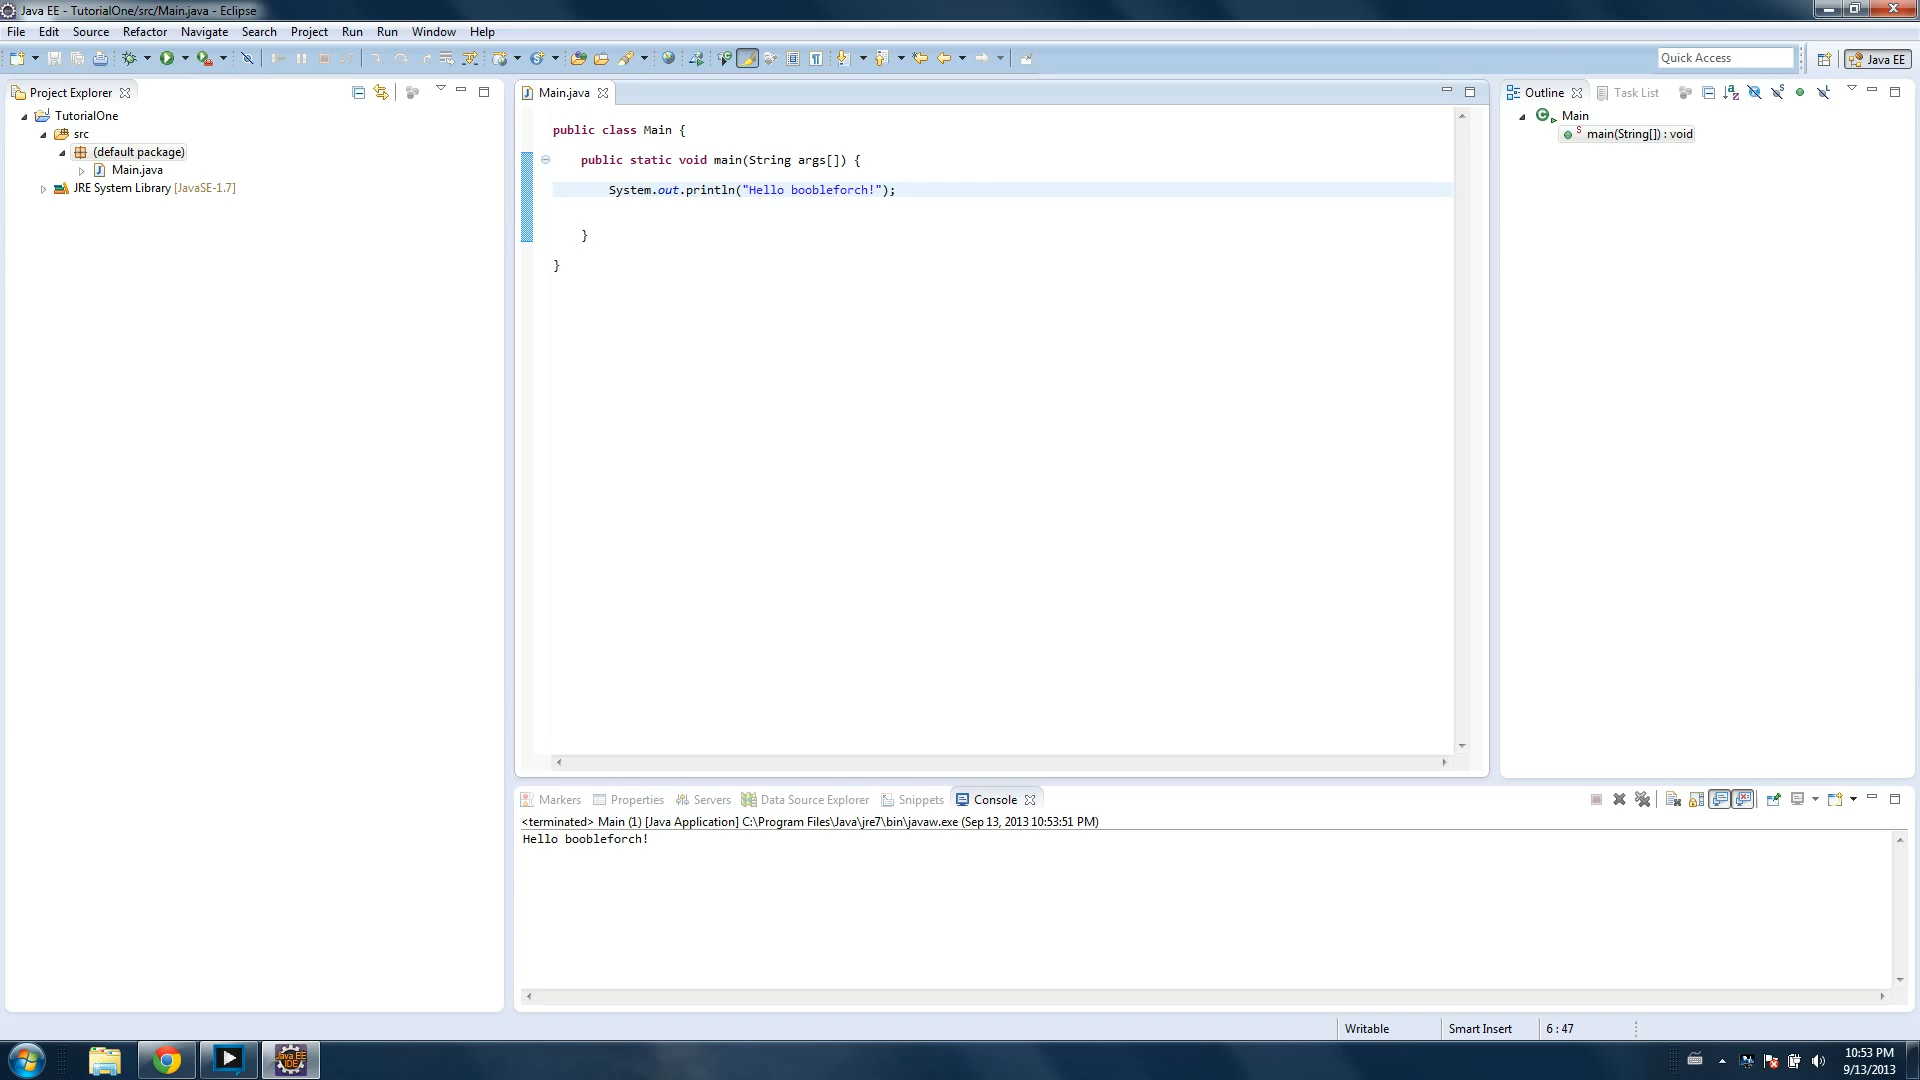 Java EE - TutorialOne/src/Main.java - Eclipse
File Edit Source Refactor Navigate Search Project Run Run Window Help
Quick Access
Java EE
Project Explorer
TutorialOne
src
(default package)
Main.java
JRE System Library [JavaSE-1.7]
Main.java
public class Main {
public static void main(String args[]) {
System.out.println("Hello boobleforch!");
}
}
Outline Task List
Main
main(String[]) : void
Markers Properties Servers Data Source Explorer Snippets Console
<terminated> Main (1) [Java Application] C:\Program Files\Java\jre7\bin\javaw.exe (Sep 13, 2013 10:53:51 PM)
Hello boobleforch!
Writable Smart Insert 6 : 47
Java EE
IDE
10:53 PM
9/13/2013